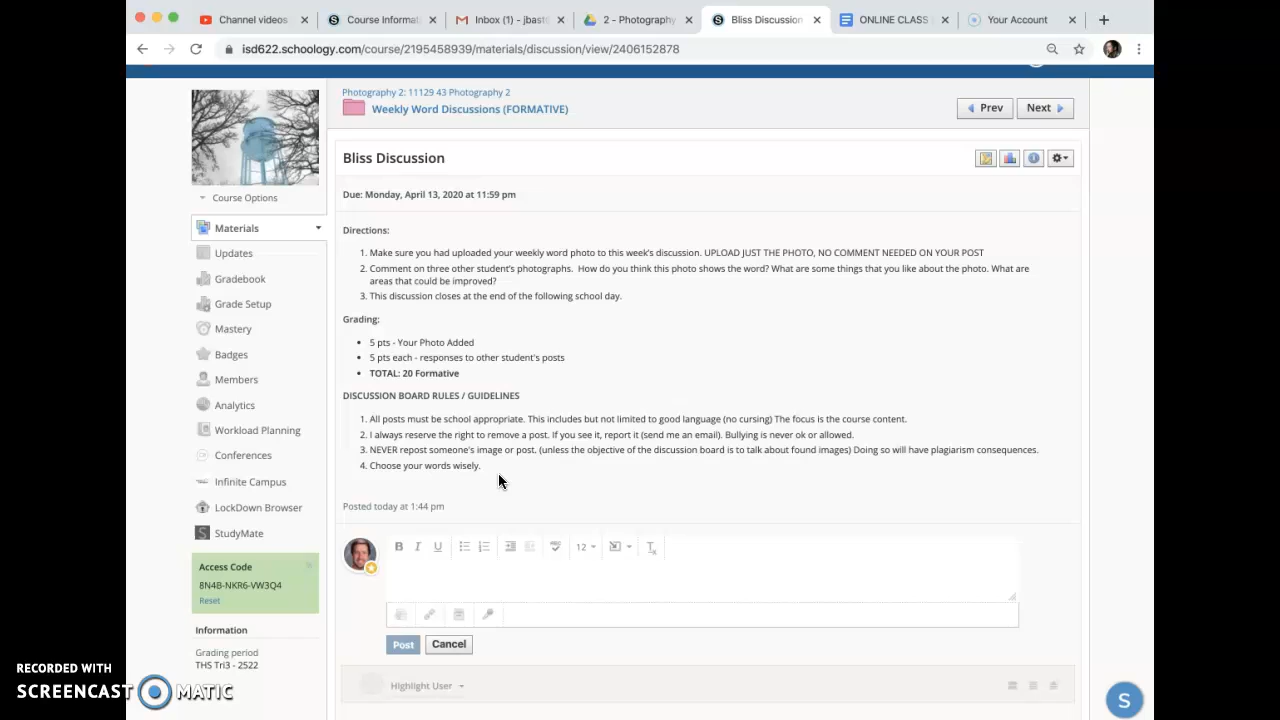 Channel videos
Course Informat
Inbox (1) - jbast
2 - Photography
Bliss Discussion
ONLINE CLASS
Your Account
isd622.schoology.com/course/2195458939/materials/discussion/view/2406152878
Photography 2: 11129 43 Photography 2
Weekly Word Discussions (FORMATIVE)
Prev
Next
Bliss Discussion
Due: Monday, April 13, 2020 at 11:59 pm
Course Options
Materials
Updates
Gradebook
Grade Setup
Mastery
Badges
Members
Analytics
Workload Planning
Conferences
Infinite Campus
LockDown Browser
StudyMate
Access Code
8N4B-NKR6-VW3Q4
Reset
Information
Grading period
THS Tri3 - 2522
Directions:
1. Make sure you had uploaded your weekly word photo to this week's discussion. UPLOAD JUST THE PHOTO, NO COMMENT NEEDED ON YOUR POST
2. Comment on three other student's photographs. How do you think this photo shows the word? What are some things that you like about the photo. What are
areas that could be improved?
3. This discussion closes at the end of the following school day.
Grading:
• 5 pts - Your Photo Added
• 5 pts each - responses to other student's posts
• TOTAL: 20 Formative
DISCUSSION BOARD RULES / GUIDELINES
1. All posts must be school appropriate. This includes but not limited to good language (no cursing) The focus is the course content.
2. I always reserve the right to remove a post. If you see it, report it (send me an email). Bullying is never ok or allowed.
3. NEVER repost someone's image or post. (unless the objective of the discussion board is to talk about found images) Doing so will have plagiarism consequences.
4. Choose your words wisely.
Posted today at 1:44 pm
B I U 12
Post
Cancel
Highlight User
RECORDED WITH
SCREENCAST MATIC
S